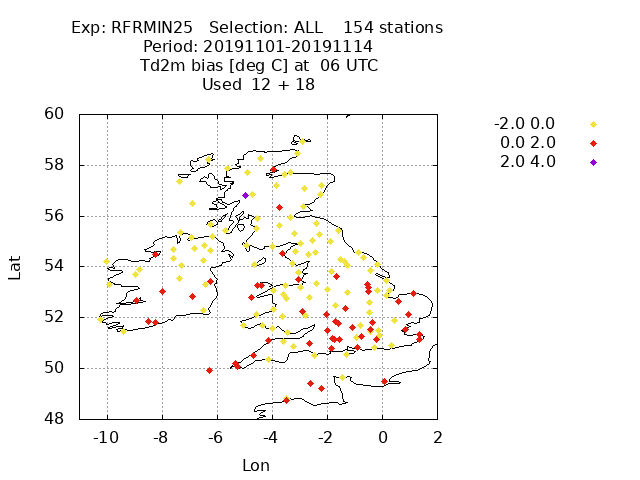 Exp: RFRMIN25 Selection: ALL 154 stations
Period: 20191101-20191114
Td2m bias [deg C] at 06 UTC
Used 12 + 18
-2.0 0.0
0.0 2.0
2.0 4.0
60
58
56
54
52
50
48
Lat
-10 -8 -6 -4 -2 0 2
Lon